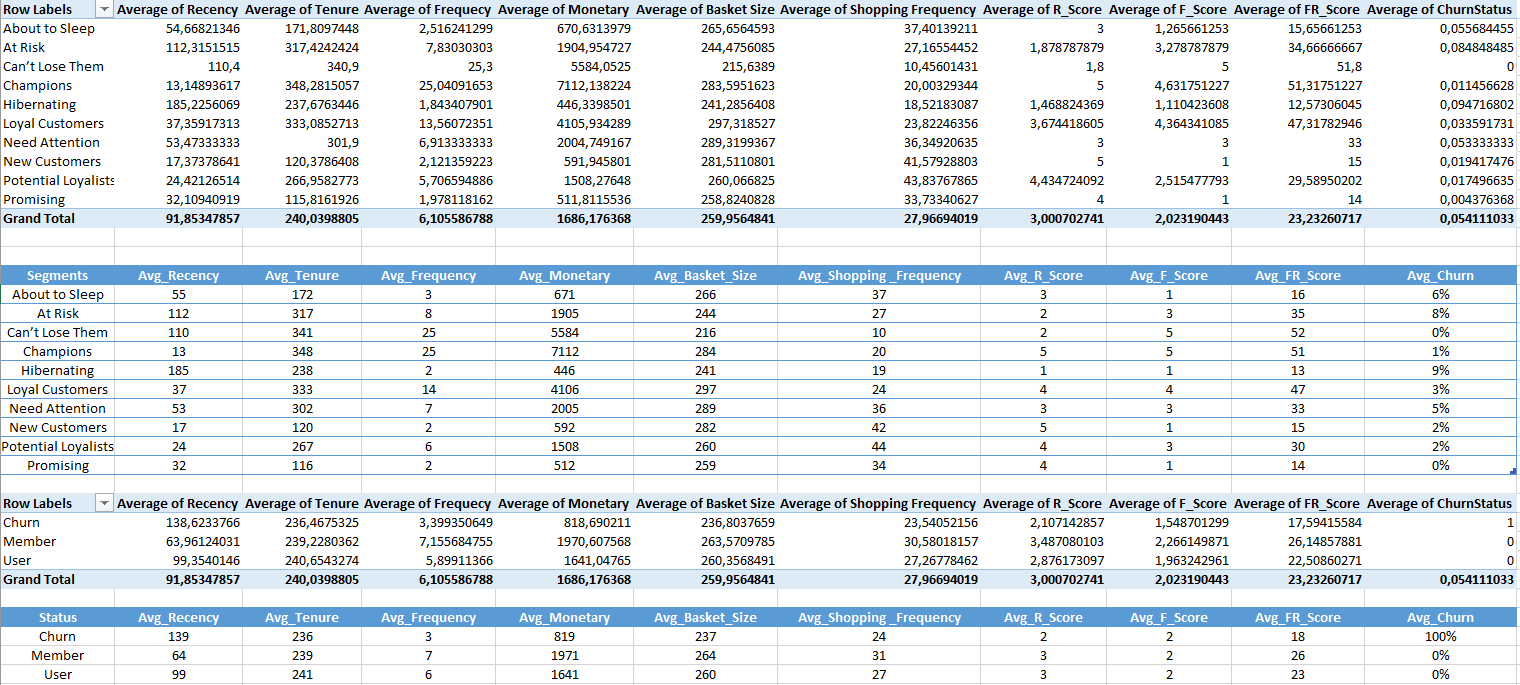 Row Labels Average of Recency Average of Tenure Average of Frequecy Average of Monetary Average of Basket Size Average of Shopping Frequency Average of R_Score Average of F_Score Average of FR_Score Average of ChurnStatus
About to Sleep 54,66821346 171,8097448 2,516241299 670,6313979 265,6564593 37,40139211 3 1,265661253 15,65661253 0,055684455
At Risk 112,3151515 317,4242424 7,83030303 1904,954727 244,4756085 27,16554452 1,878787879 3,278787879 34,66666667 0,084848485
Can't Lose Them 110,4 340,9 25,3 5584,0525 215,6389 10,45601431 1,8 5 51,8 0
Champions 13,14893617 348,2815057 25,04091653 7112,138224 283,5951623 20,00329344 5 4,631751227 51,31751227 0,011456628
Hibernating 185,2256069 237,6763446 1,843407901 446,3398501 241,2856408 18,52183087 1,468824369 1,110423608 12,57306045 0,094716802
Loyal Customers 37,35917313 333,0852713 13,56072351 4105,934289 297,318527 23,82246356 3,674418605 4,364341085 47,31782946 0,033591731
Need Attention 53,47333333 301,9 6,913333333 2004,749167 289,3199367 36,34920635 3 3 33 0,053333333
New Customers 17,37378641 120,3786408 2,121359223 591,945801 281,5110801 41,57928803 5 1 15 0,019417476
Potential Loyalists 24,42126514 266,9582773 5,706594886 1508,27648 260,066825 43,83767865 4,434724092 2,515477793 29,58950202 0,017496635
Promising 32,10940919 115,8161926 1,978118162 511,8115536 258,8240828 33,73340627 4 1 14 0,004376368
Grand Total 91,85347857 240,0398805 6,105586788 1686,176368 259,9564841 27,96694019 3,000702741 2,023190443 23,23260717 0,054111033
Segments Avg_Recency Avg_Tenure Avg_Frequency Avg_Monetary Avg_Basket_Size Avg_Shopping _Frequency Avg_R_Score Avg_F_Score Avg_FR_Score Avg_Churn
About to Sleep 55 172 3 671 266 37 3 1 16 6%
At Risk 112 317 8 1905 244 27 2 3 35 8%
Can't Lose Them 110 341 25 5584 216 10 2 5 52 0%
Champions 13 348 25 7112 284 20 5 5 51 1%
Hibernating 185 238 2 446 241 19 1 1 13 9%
Loyal Customers 37 333 14 4106 297 24 4 4 47 3%
Need Attention 53 302 7 2005 289 36 3 3 33 5%
New Customers 17 120 2 592 282 42 5 1 15 2%
Potential Loyalists 24 267 6 1508 260 44 4 3 30 2%
Promising 32 116 2 512 259 34 4 1 14 0%
Row Labels Average of Recency Average of Tenure Average of Frequecy Average of Monetary Average of Basket Size Average of Shopping Frequency Average of R_Score Average of F_Score Average of FR_Score Average of ChurnStatus
Churn 138,6233766 236,4675325 3,399350649 818,690211 236,8037659 23,54052156 2,107142857 1,548701299 17,59415584 1
Member 63,96124031 239,2280362 7,155684755 1970,607568 263,5709785 30,58018157 3,487080103 2,266149871 26,14857881 0
User 99,3540146 240,6543274 5,89911366 1641,04765 260,3568491 27,26778462 2,876173097 1,963242961 22,50860271 0
Grand Total 91,85347857 240,0398805 6,105586788 1686,176368 259,9564841 27,96694019 3,000702741 2,023190443 23,23260717 0,054111033
Status Avg_Recency Avg_Tenure Avg_Frequency Avg_Monetary Avg_Basket_Size Avg_Shopping _Frequency Avg_R_Score Avg_F_Score Avg_FR_Score Avg_Churn
Churn 139 236 3 819 237 24 2 2 18 100%
Member 64 239 7 1971 264 31 3 2 26 0%
User 99 241 6 1641 260 27 3 2 23 0%